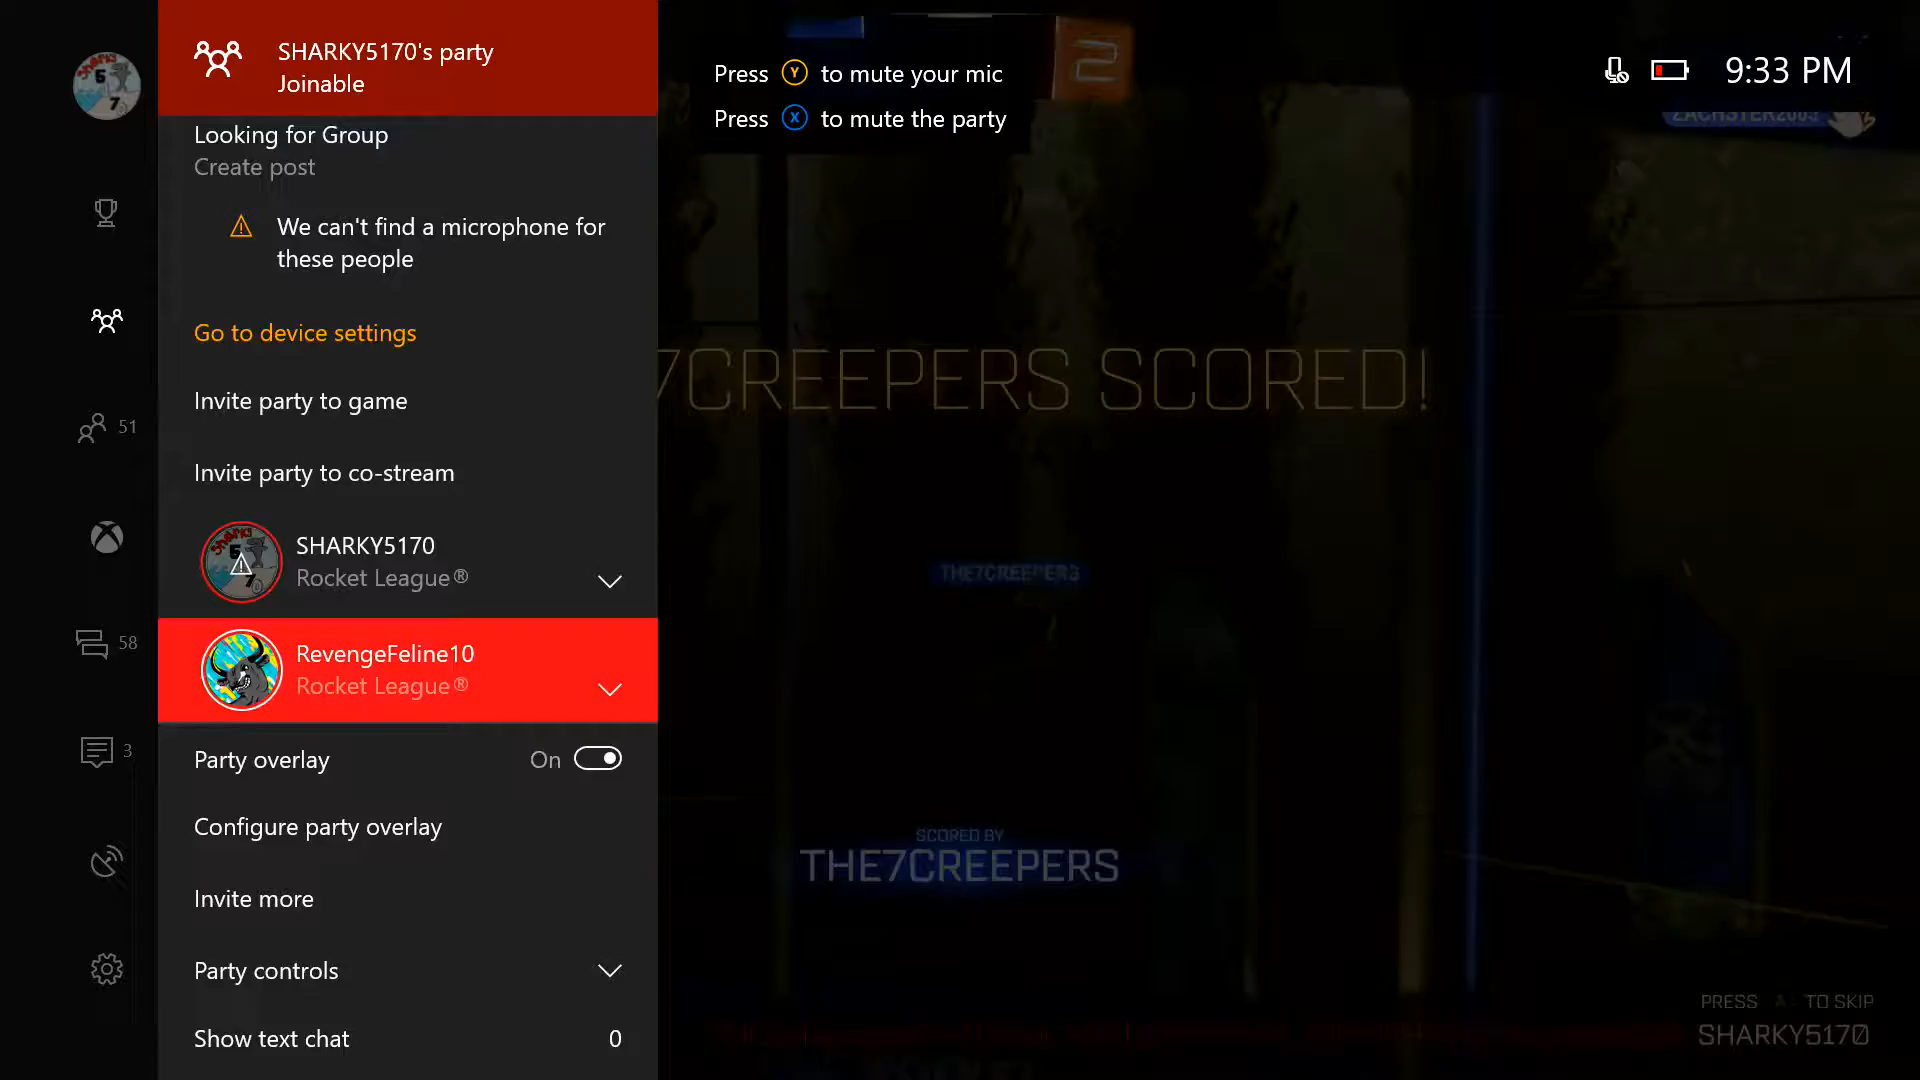 SHARKY5170's party
Joinable
Looking for Group
Create post
We can't find a microphone for
these people
Go to device settings
Invite party to game
Invite party to co-stream
SHARKY5170
Rocket League®
RevengeFeline10
Rocket League®
Party overlay On
Configure party overlay
Invite more
Party controls
Show text chat 0
51
58
3
Press Y to mute your mic
Press X to mute the party
2
9:33 PM
ZACHSTER2005
7CREEPERS SCORED!
THE7CREEPERS
SCORED BY
THE7CREEPERS
PRESS A TO SKIP
SHARKY5170